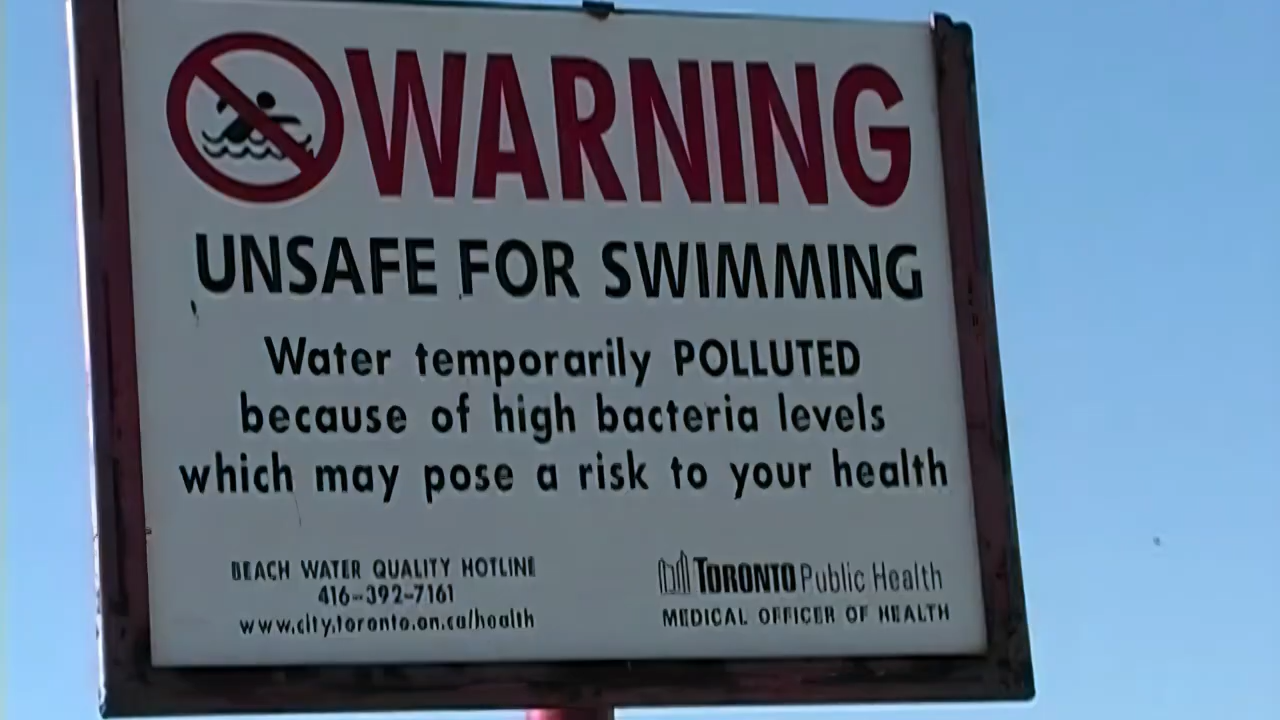 WARNING
UNSAFE FOR SWIMMING
Water temporarily POLLUTED
because of high bacteria levels
which may pose a risk to your health
BEACH WATER QUALITY HOTLINE
416-392-7161
www.city.toronto.on.ca/health
TORONTO Public Health
MEDICAL OFFICER OF HEALTH